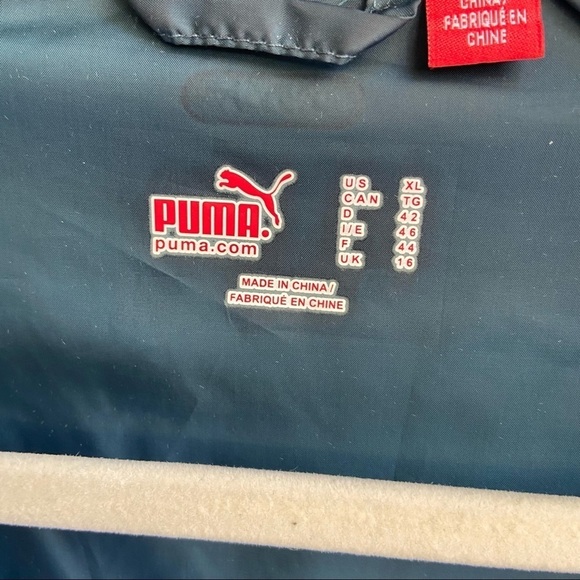 CHINA/
FABRIQUÉ EN
CHINE
PUMA.
puma.com
US XL
CAN TG
D 42
I/E 46
F 44
UK 16
MADE IN CHINA /
FABRIQUÉ EN CHINE